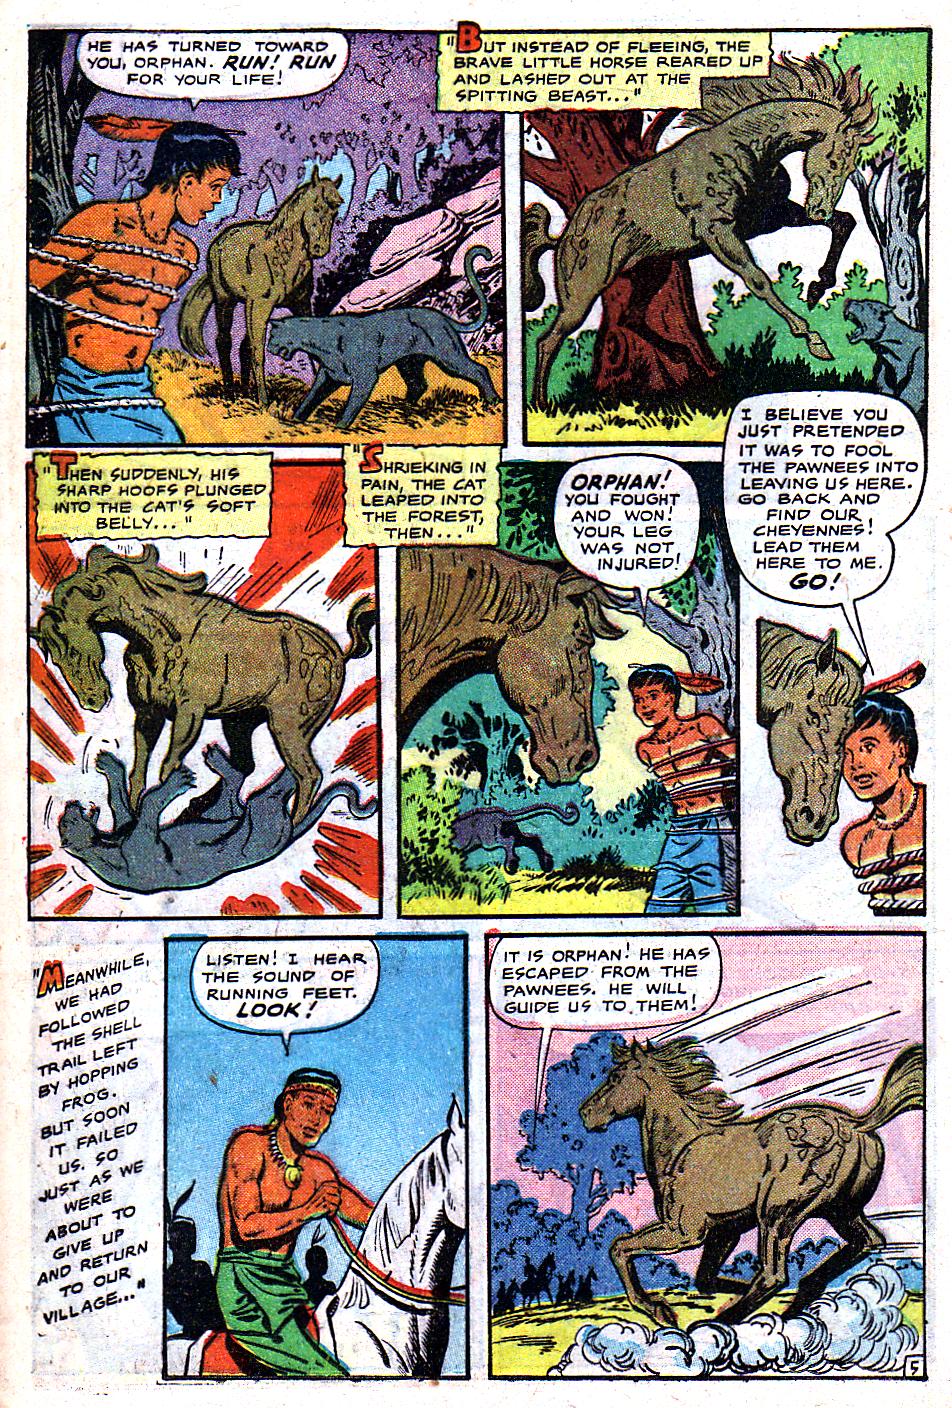 HE HAS TURNED TOWARD
YOU, ORPHAN. RUN! RUN
FOR YOUR LIFE!
"BUT INSTEAD OF FLEEING, THE
BRAVE LITTLE HORSE REARED UP
AND LASHED OUT AT THE
SPITTING BEAST..."
"THEN SUDDENLY, HIS
SHARP HOOFS PLUNGED
INTO THE CAT'S SOFT
BELLY..."
"SHRIEKING IN
PAIN, THE CAT
LEAPED INTO
THE FOREST,
THEN..."
ORPHAN!
YOU FOUGHT
AND WON!
YOUR LEG
WAS NOT
INJURED!
I BELIEVE YOU
JUST PRETENDED
IT WAS TO FOOL
THE PAWNEES INTO
LEAVING US HERE.
GO BACK AND
FIND OUR
CHEYENNES!
LEAD THEM
HERE TO ME.
GO!
"MEANWHILE,
WE HAD
FOLLOWED
THE SHELL
TRAIL LEFT
BY HOPPING
FROG.
BUT SOON
IT FAILED
US. SO
JUST AS WE
WERE
ABOUT TO
GIVE UP
AND RETURN
TO OUR
VILLAGE..."
LISTEN! I HEAR
THE SOUND OF
RUNNING FEET.
LOOK!
IT IS ORPHAN! HE HAS
ESCAPED FROM THE
PAWNEES. HE WILL
GUIDE US TO THEM!
5